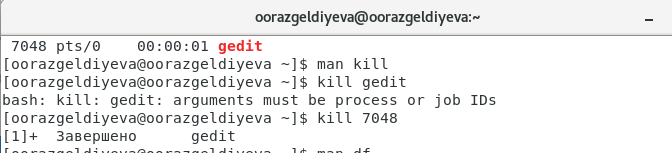 oorazgeldiyeva@oorazgeldiyeva:~
7048 pts/0    00:00:01 gedit
[oorazgeldiyeva@oorazgeldiyeva ~]$ man kill
[oorazgeldiyeva@oorazgeldiyeva ~]$ kill gedit
bash: kill: gedit: arguments must be process or job IDs
[oorazgeldiyeva@oorazgeldiyeva ~]$ kill 7048
[1]+  Завершено      gedit
[oorazgeldiyeva@oorazgeldiyeva ~]$ man df